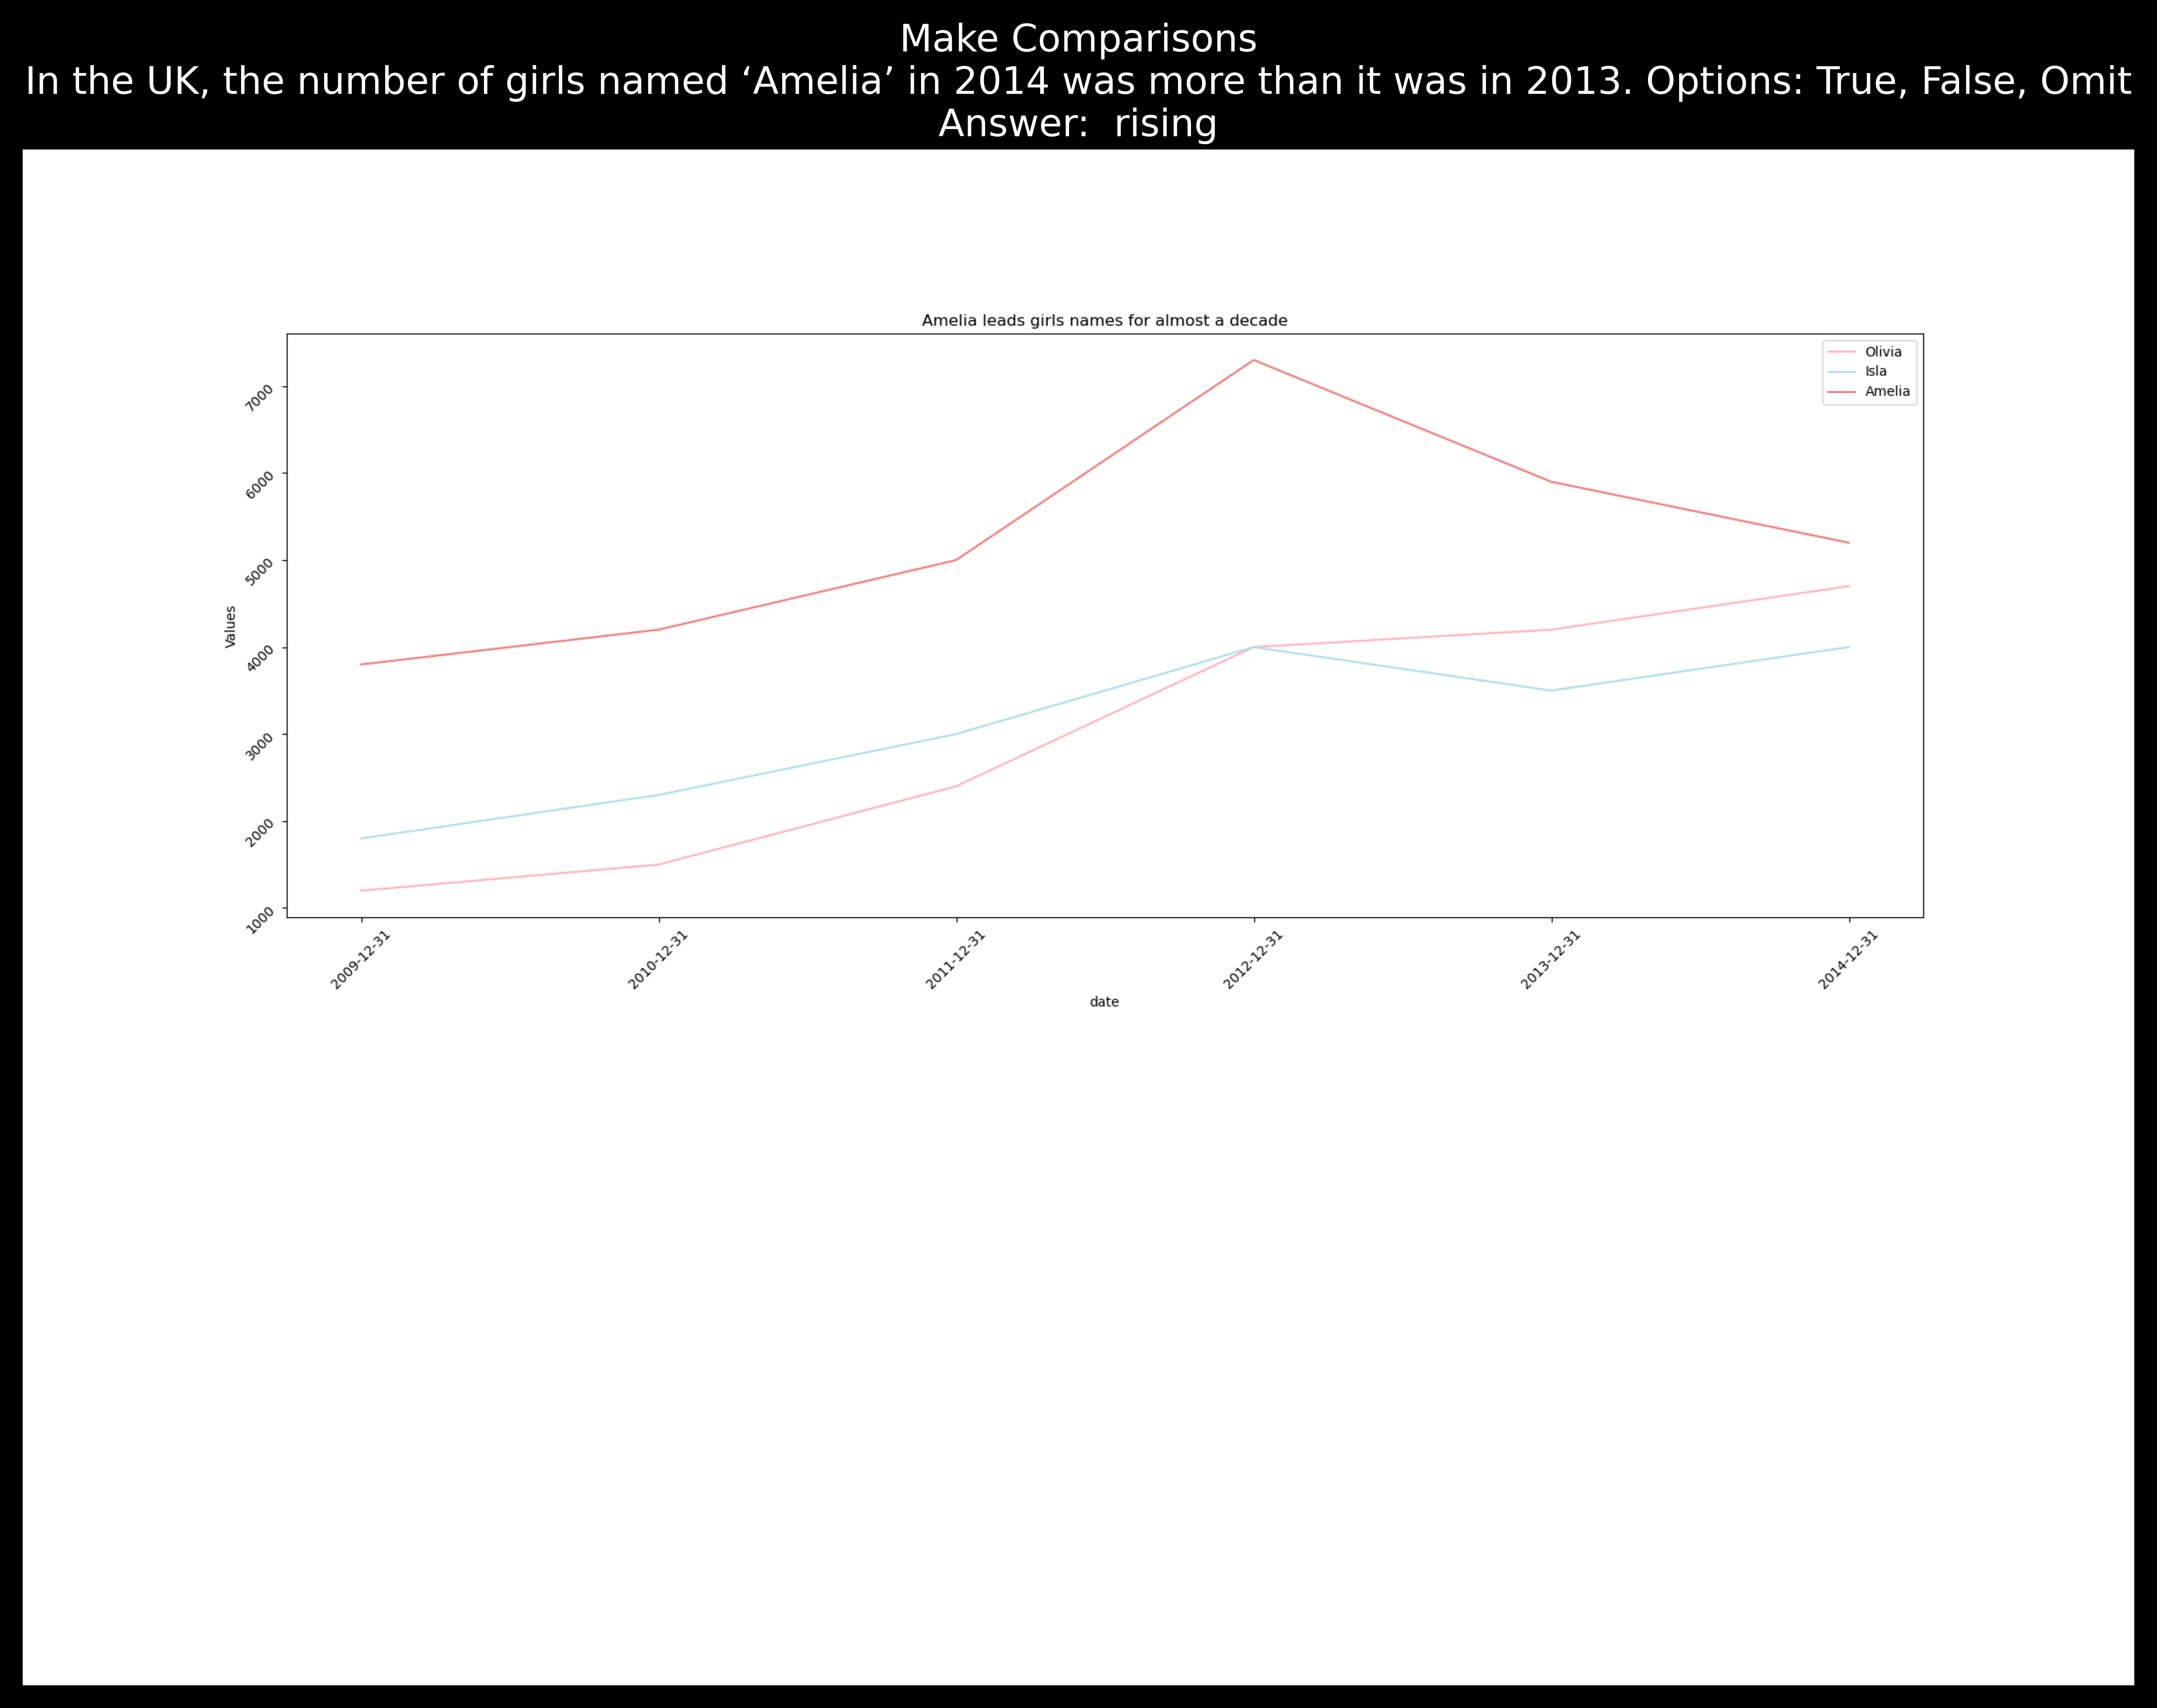 Make Comparisons
In the UK, the number of girls named ‘Amelia’ in 2014 was more than it was in 2013. Options: True, False, Omit
Answer:  rising
Amelia leads girls names for almost a decade
Olivia
Isla
Amelia
7000
6000
5000
4000
3000
2000
1000
Values
2009-12-31
2010-12-31
2011-12-31
2012-12-31
2013-12-31
2014-12-31
date